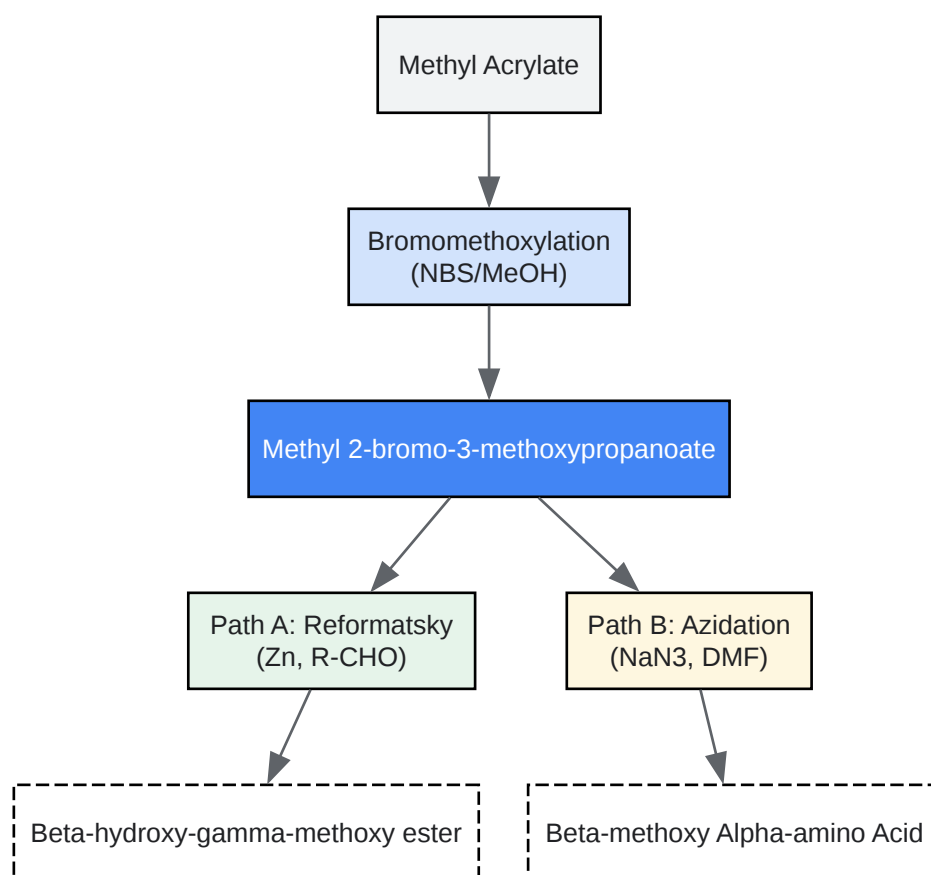 Methyl Acrylate
Bromomethoxylation
(NBS/MeOH)
Methyl 2-bromo-3-methoxypropanoate
Path A: Reformatsky
(Zn, R-CHO)
Path B: Azidation
(NaN3, DMF)
Beta-hydroxy-gamma-methoxy ester
Beta-methoxy Alpha-amino Acid